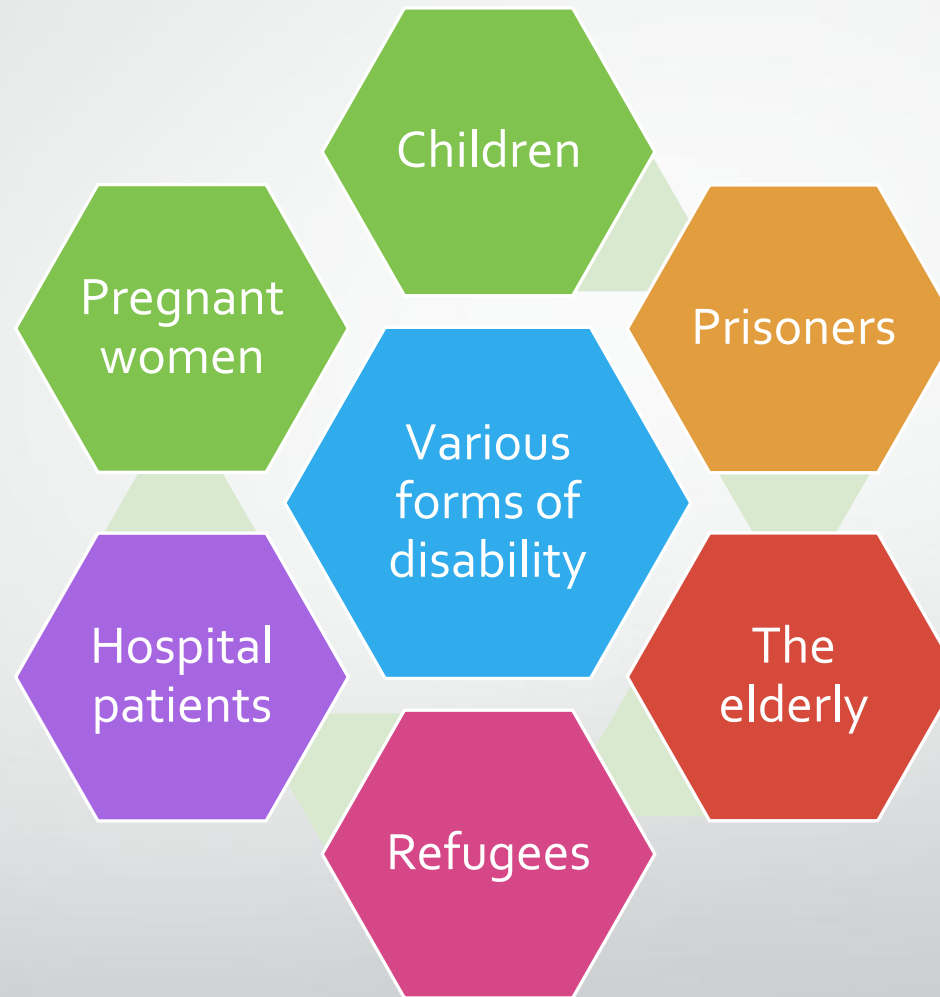 Children
Pregnant
women
Prisoners
Various
forms of
disability
Hospital
patients
The
elderly
Refugees